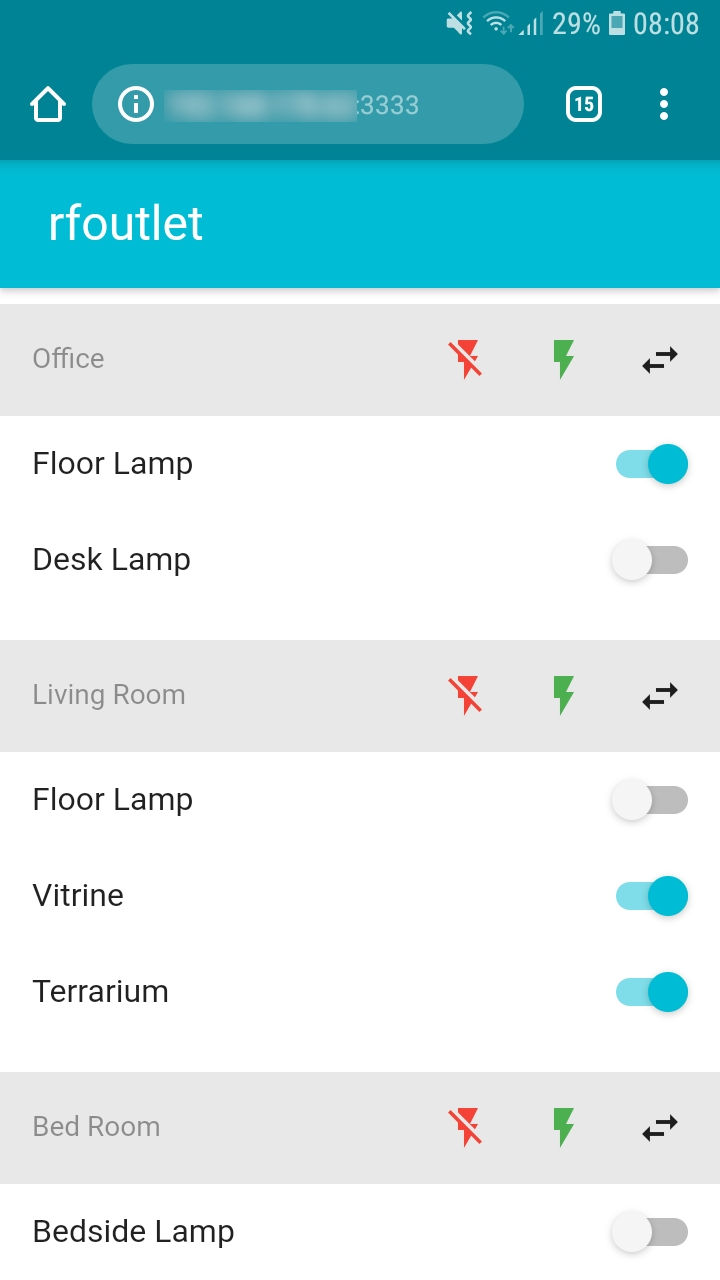 29% 08:08
:3333
15
rfoutlet
Office
Floor Lamp
Desk Lamp
Living Room
Floor Lamp
Vitrine
Terrarium
Bed Room
Bedside Lamp